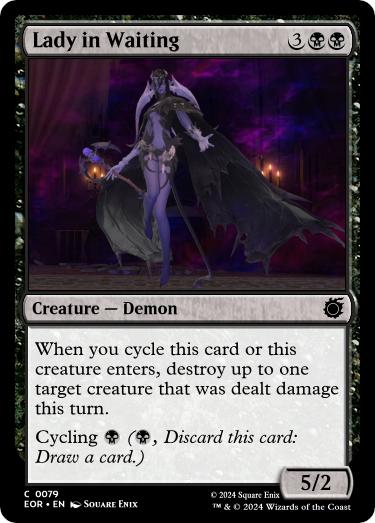 Lady in Waiting 3
Creature — Demon
When you cycle this card or this
creature enters, destroy up to one
target creature that was dealt damage
this turn.
Cycling (, Discard this card:
Draw a card.)
5/2
C 0079
EOR • EN SQUARE ENIX
© 2024 Square Enix
™ & © 2024 Wizards of the Coast